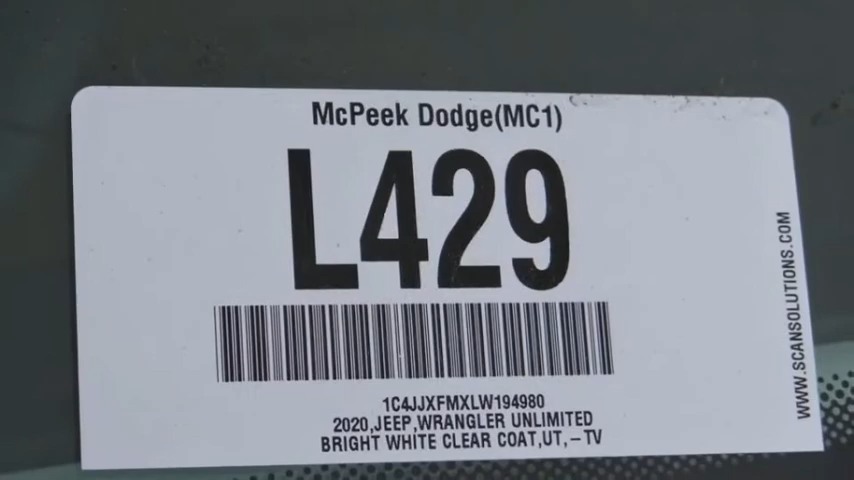 McPeek Dodge(MC1)
L429
1C4JJXFMXLW194980
2020,JEEP,WRANGLER UNLIMITED
BRIGHT WHITE CLEAR COAT,UT,–TV
WWW.SCANSOLUTIONS.COM